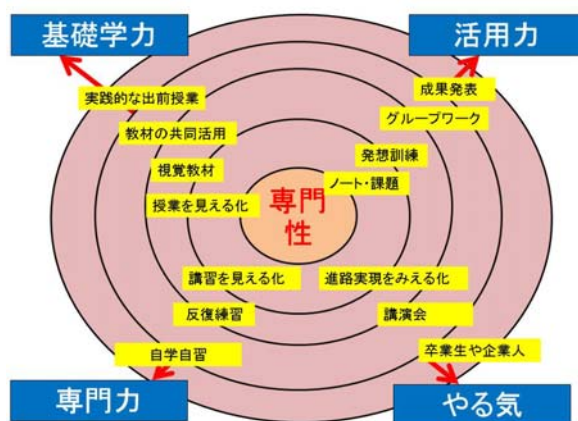 基礎学力
活用力
実践的な出前授業
成果発表
教材の共同活用
グループワーク
視覚教材
発想訓練
授業を見える化
ノート・課題
専門
性
講習を見える化
進路実現をみえる化
反復練習
講演会
自学自習
卒業生や企業人
専門力
やる気